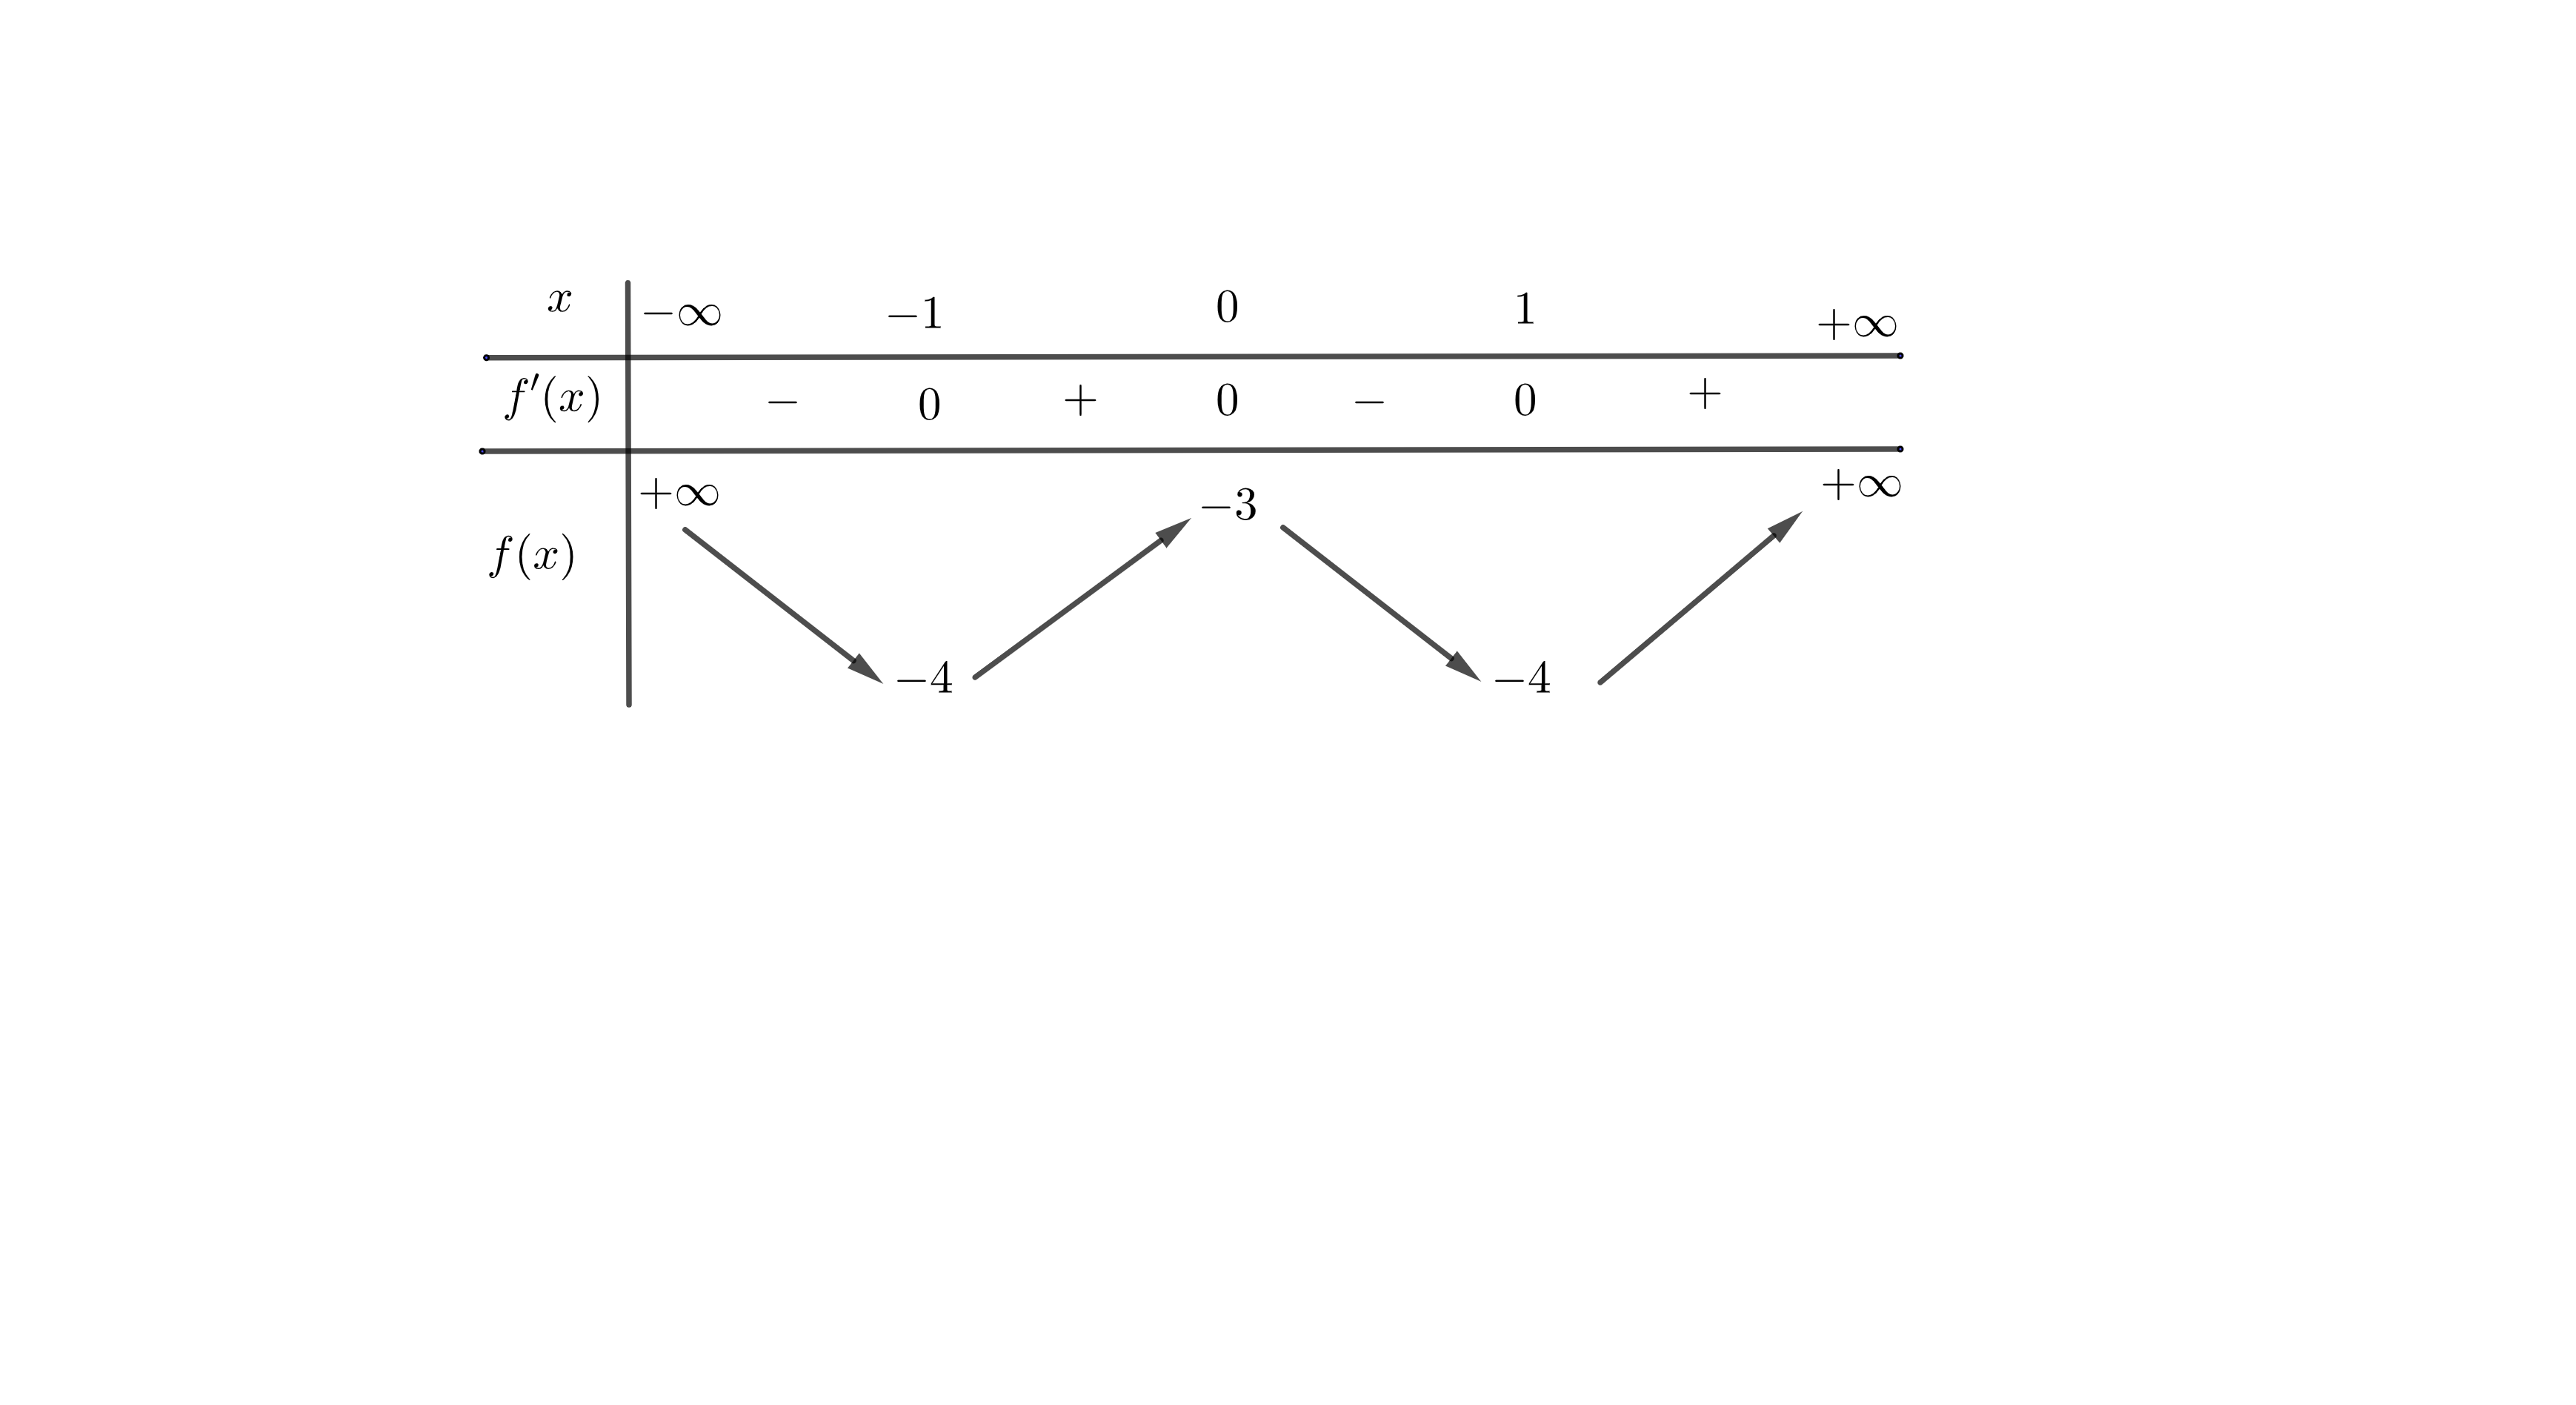 x −∞ −1 0 1 +∞
f′(x) − 0 + 0 − 0 +
+∞ −3 +∞
f(x)
−4 −4